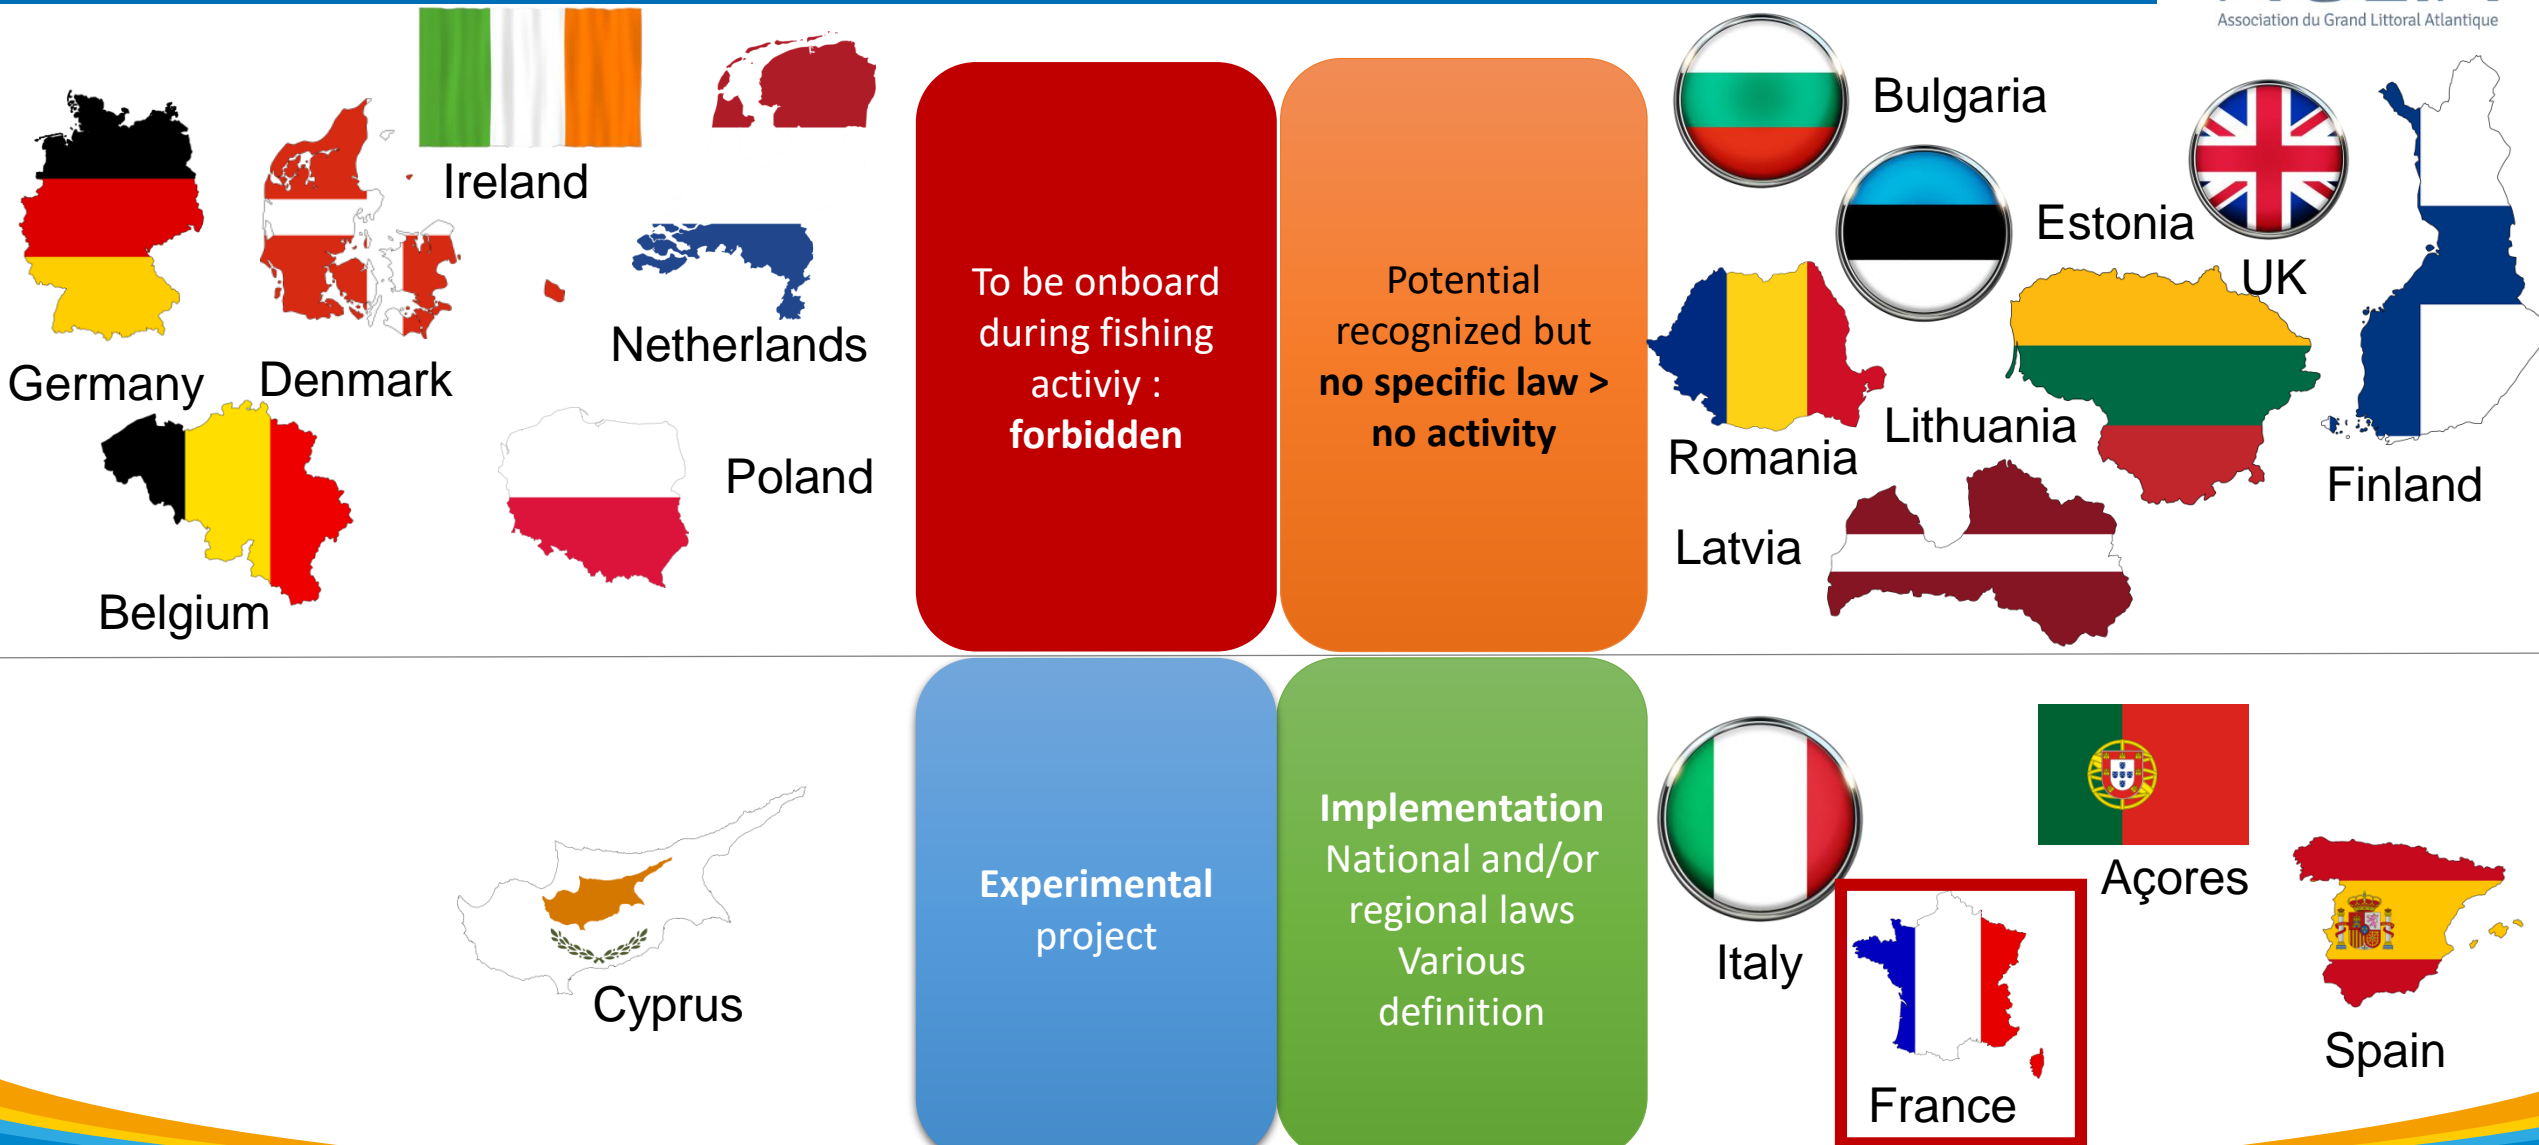 Association du Grand Littoral Atlantique
Ireland
Germany
Denmark
Netherlands
Belgium
Poland
To be onboard
during fishing
activiy :
forbidden
Potential
recognized but
no specific law >
no activity
Bulgaria
Estonia
UK
Romania
Lithuania
Finland
Latvia
Cyprus
Experimental
project
Implementation
National and/or
regional laws
Various
definition
Italy
Açores
France
Spain